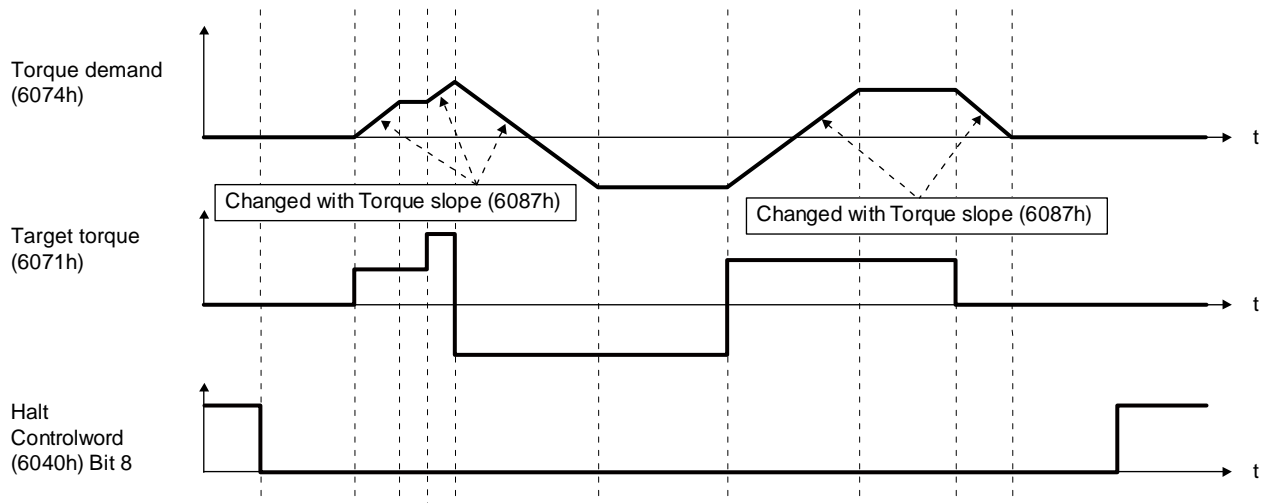 Torque demand
(6074h)
t
Changed with Torque slope (6087h)
Changed with Torque slope (6087h)
Target torque
(6071h)
t
Halt
Controlword
(6040h) Bit 8
t